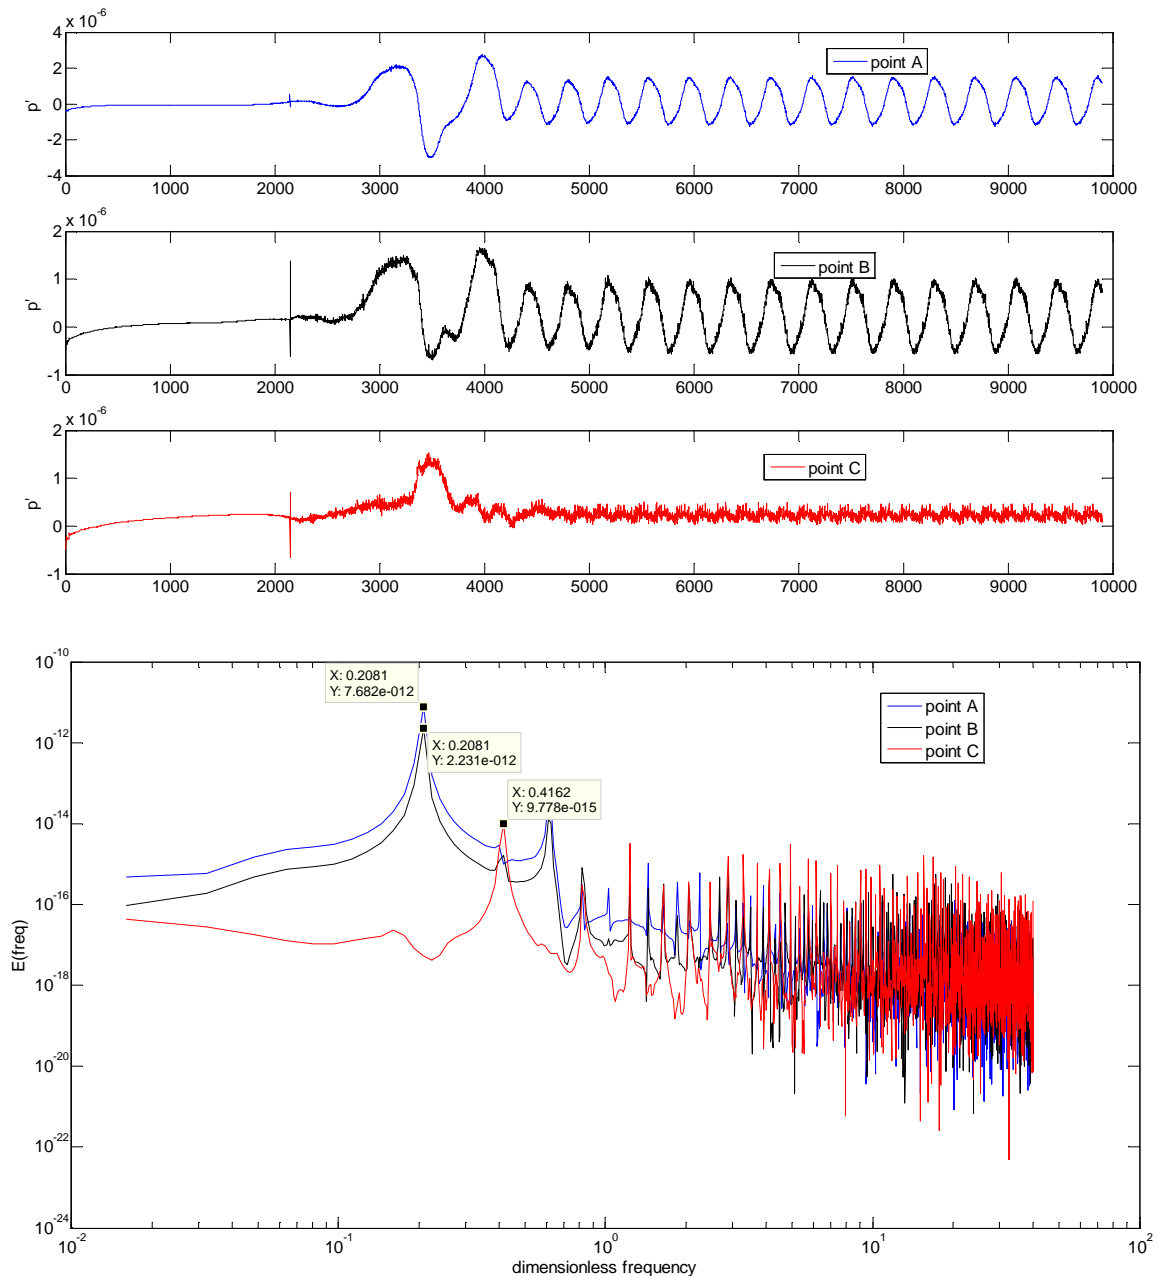 x 10^-6
4
2
0
-2
-4
p'
point A
0 1000 2000 3000 4000 5000 6000 7000 8000 9000 10000
x 10^-6
2
1
0
-1
p'
point B
0 1000 2000 3000 4000 5000 6000 7000 8000 9000 10000
x 10^-6
2
1
0
-1
p'
point C
0 1000 2000 3000 4000 5000 6000 7000 8000 9000 10000
10^-10
10^-12
10^-14
10^-16
10^-18
10^-20
10^-22
10^-24
E(freq)
X: 0.2081
Y: 7.682e-012
X: 0.2081
Y: 2.231e-012
X: 0.4162
Y: 9.778e-015
point A
point B
point C
10^-2 10^-1 10^0 10^1 10^2
dimensionless frequency